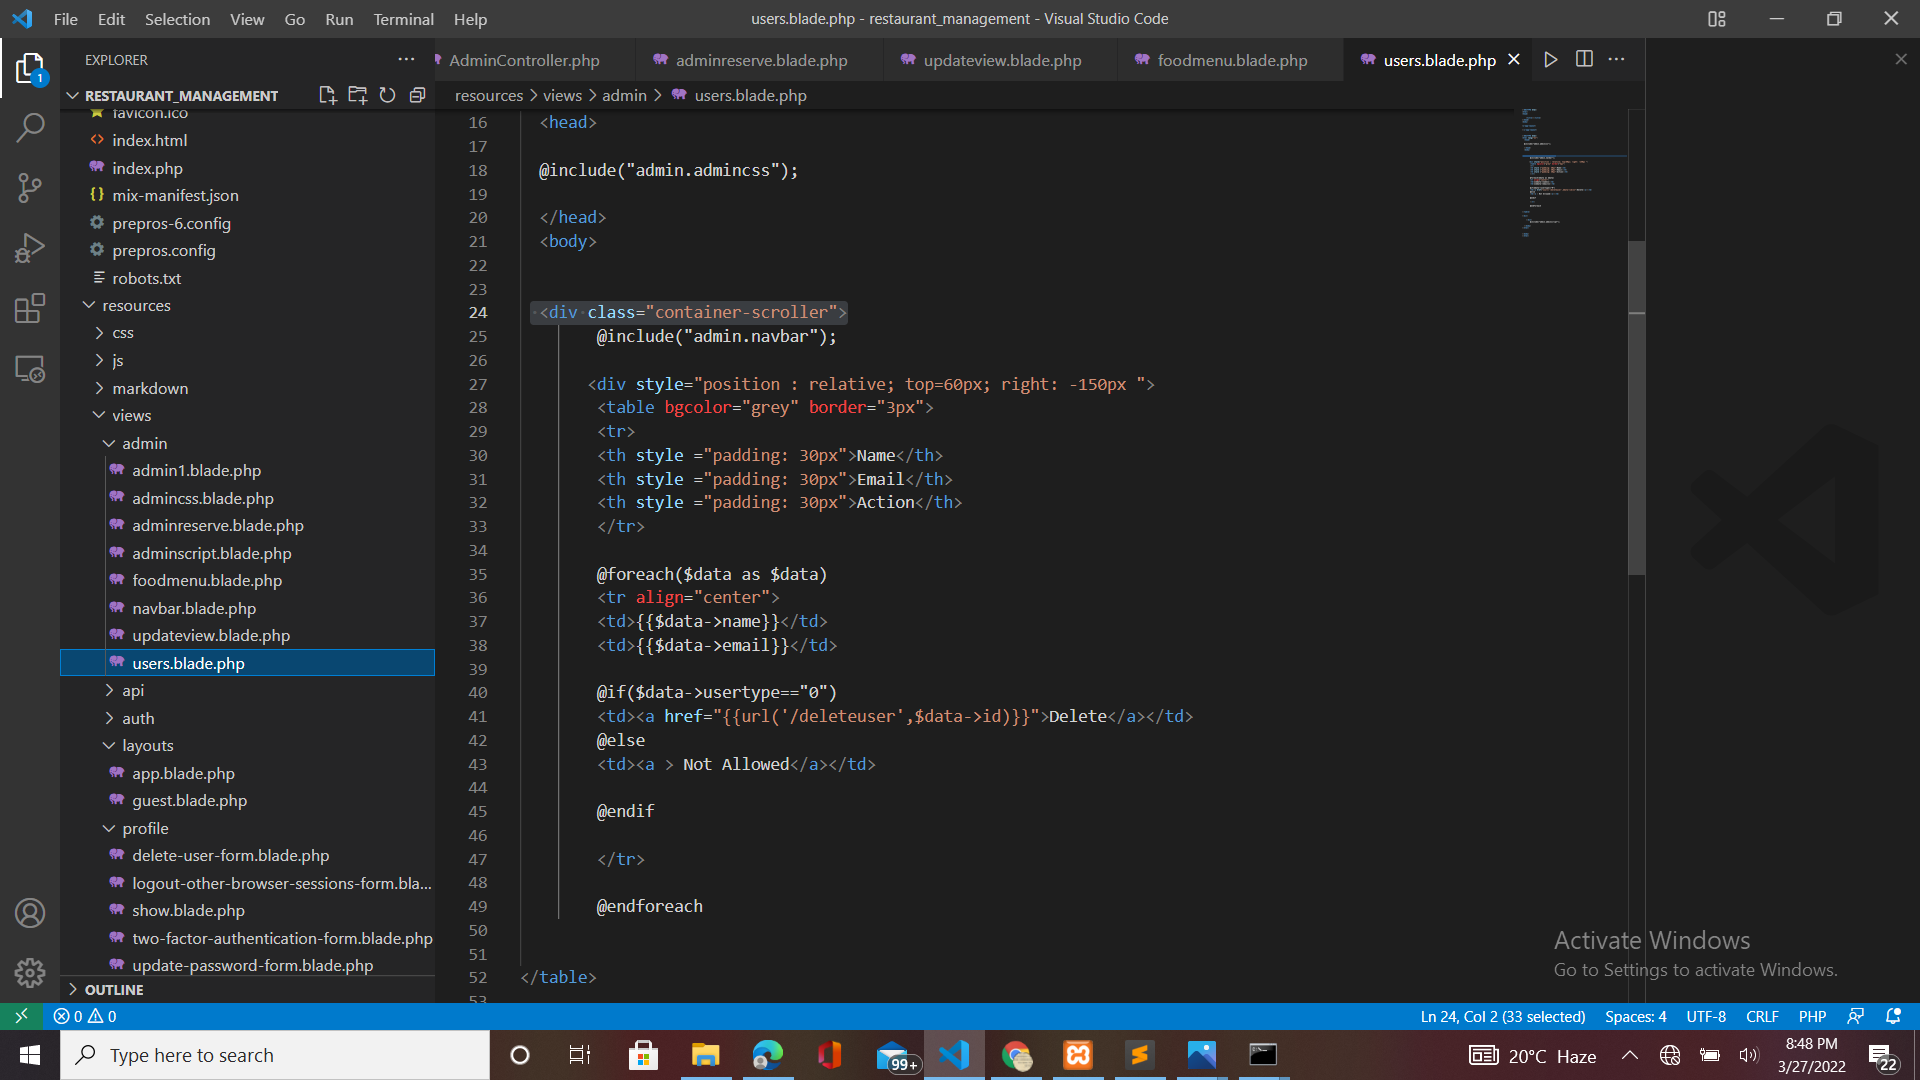 File Edit Selection View Go Run Terminal Help
users.blade.php - restaurant_management - Visual Studio Code
EXPLORER
AdminController.php
adminreserve.blade.php
updateview.blade.php
foodmenu.blade.php
users.blade.php
RESTAURANT_MANAGEMENT
resources > views > admin > users.blade.php
favicon.ico
index.html
index.php
mix-manifest.json
prepros-6.config
prepros.config
robots.txt
resources
css
js
markdown
views
admin
admin1.blade.php
admincss.blade.php
adminreserve.blade.php
adminscript.blade.php
foodmenu.blade.php
navbar.blade.php
updateview.blade.php
users.blade.php
api
auth
layouts
app.blade.php
guest.blade.php
profile
delete-user-form.blade.php
logout-other-browser-sessions-form.bla...
show.blade.php
two-factor-authentication-form.blade.php
update-password-form.blade.php
OUTLINE
16 <head>
17
18 @include("admin.admincss");
19
20 </head>
21 <body>
22
23
24 <div class="container-scroller">
25 @include("admin.navbar");
26
27 <div style="position : relative; top=60px; right: -150px ">
28 <table bgcolor="grey" border="3px">
29 <tr>
30 <th style ="padding: 30px">Name</th>
31 <th style ="padding: 30px">Email</th>
32 <th style ="padding: 30px">Action</th>
33 </tr>
34
35 @foreach($data as $data)
36 <tr align="center">
37 <td>{{$data->name}}</td>
38 <td>{{$data->email}}</td>
39
40 @if($data->usertype=="0")
41 <td><a href="{{url('/deleteuser',$data->id)}}">Delete</a></td>
42 @else
43 <td><a > Not Allowed</a></td>
44
45 @endif
46
47 </tr>
48
49 @endforeach
50
51
52 </table>
53
Activate Windows
Go to Settings to activate Windows.
0 0
Ln 24, Col 2 (33 selected) Spaces: 4 UTF-8 CRLF PHP
Type here to search
99+
20°C Haze
8:48 PM
3/27/2022
22
1